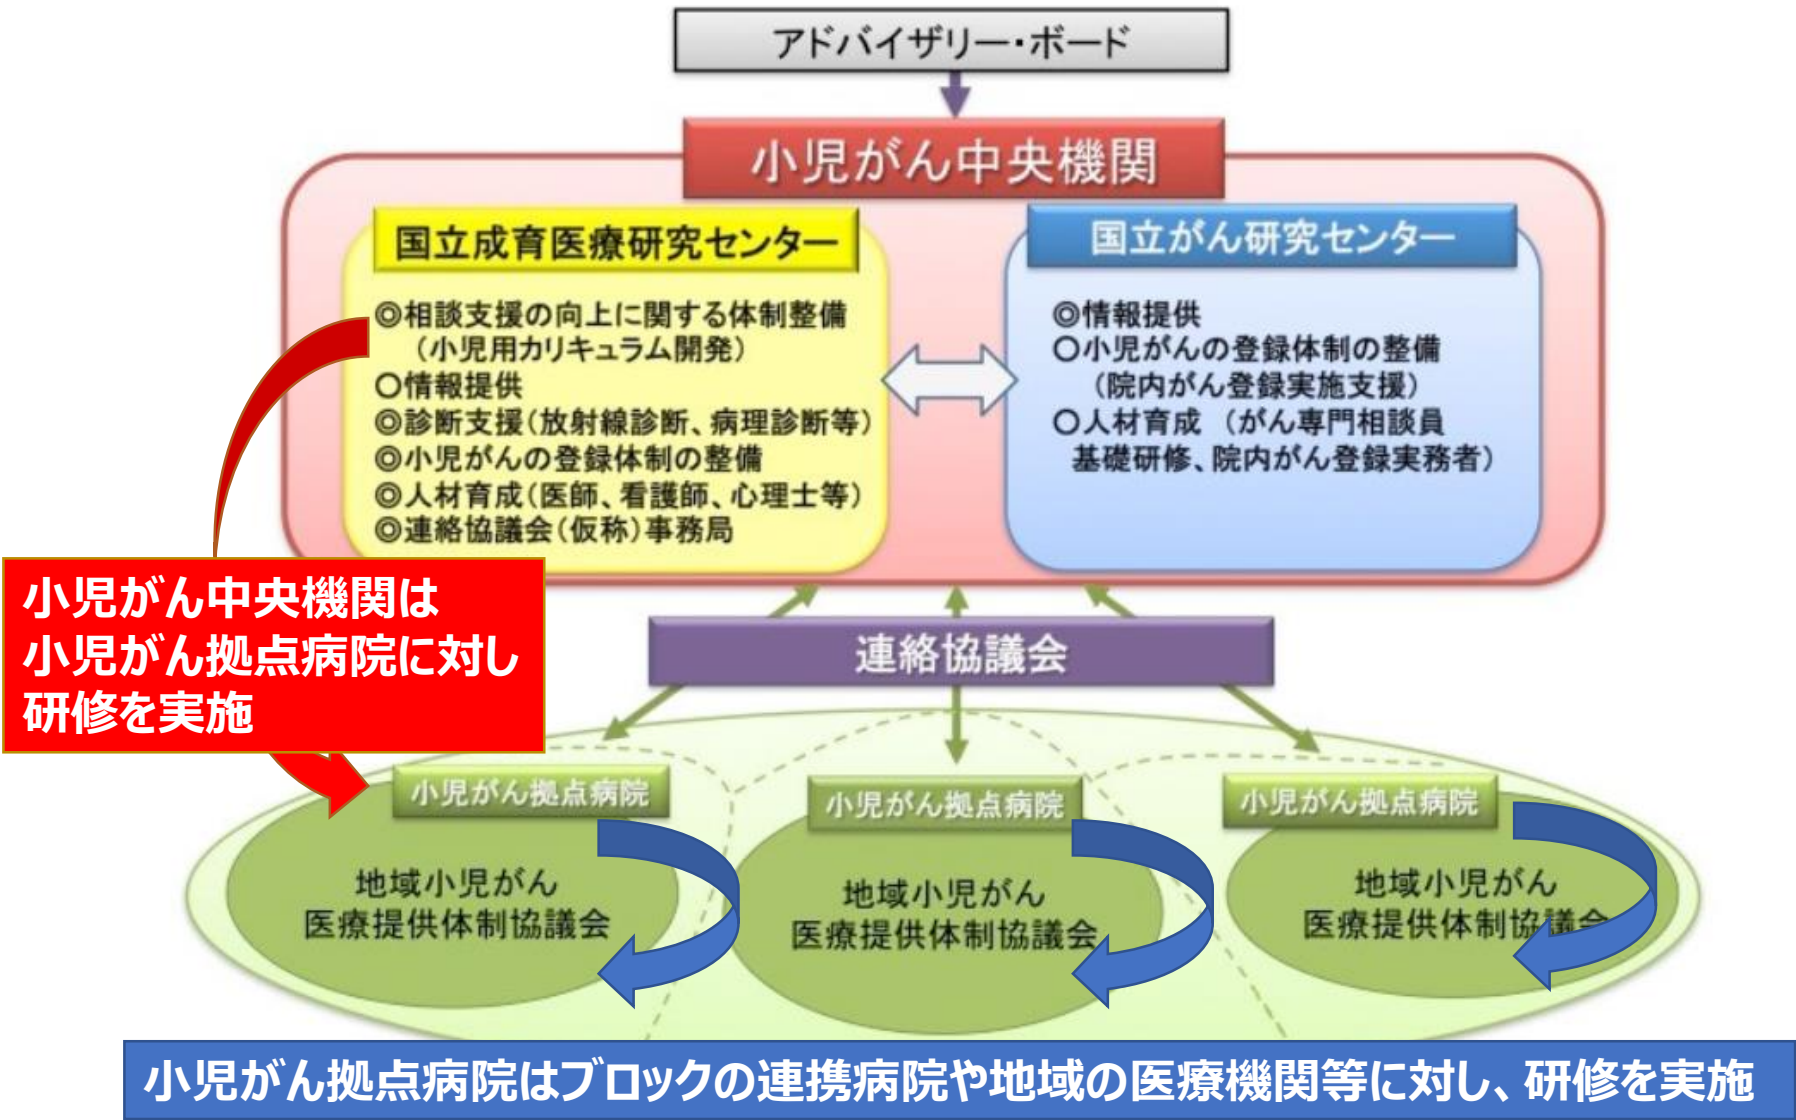 アドバイザリー・ボード
小児がん中央機関
国立成育医療研究センター
◎相談支援の向上に関する体制整備
（小児用カリキュラム開発）
○情報提供
◎診断支援（放射線診断、病理診断等）
◎小児がんの登録体制の整備
◎人材育成（医師、看護師、心理士等）
◎連絡協議会（仮称）事務局
国立がん研究センター
◎情報提供
○小児がんの登録体制の整備
（院内がん登録実施支援）
○人材育成 （がん専門相談員
基礎研修、院内がん登録実務者）
小児がん中央機関は
小児がん拠点病院に対し
研修を実施
連絡協議会
小児がん拠点病院
地域小児がん
医療提供体制協議会
小児がん拠点病院
地域小児がん
医療提供体制協議会
小児がん拠点病院
地域小児がん
医療提供体制協議会
小児がん拠点病院はブロックの連携病院や地域の医療機関等に対し、研修を実施